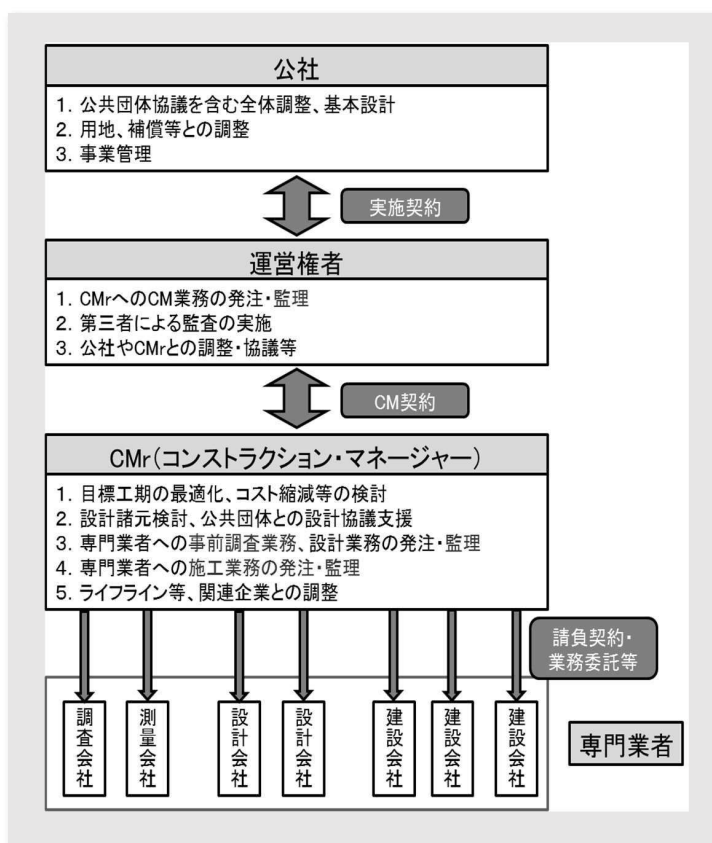 公社
1. 公共団体協議を含む全体調整、基本設計
2. 用地、補償等との調整
3. 事業管理
実施契約
運営権者
1. CMrへのCM業務の発注・監理
2. 第三者による監査の実施
3. 公社やCMrとの調整・協議等
CM契約
CMr(コンストラクション・マネージャー)
1. 目標工期の最適化、コスト縮減等の検討
2. 設計諸元検討、公共団体との設計協議支援
3. 専門業者への事前調査業務、設計業務の発注・監理
4. 専門業者への施工業務の発注・監理
5. ライフライン等、関連企業との調整
請負契約・
業務委託等
調査会社
測量会社
設計会社
設計会社
建設会社
建設会社
建設会社
専門業者